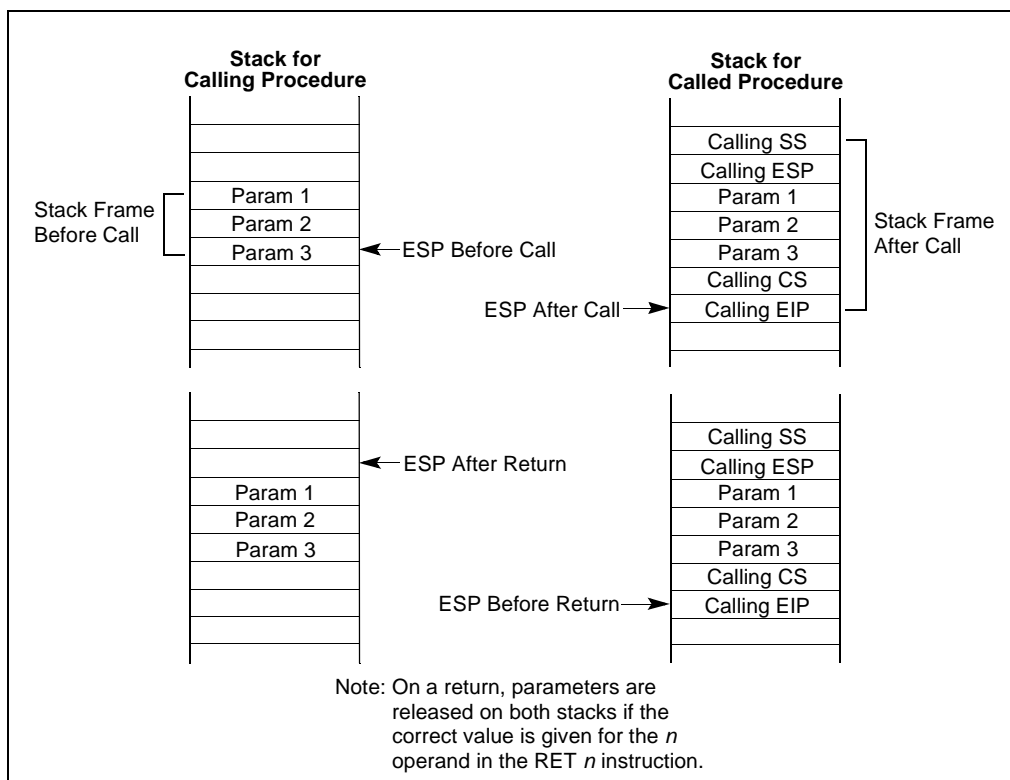 Stack for
Calling Procedure
Stack for
Called Procedure
Stack Frame
Before Call
Param 1
Param 2
Param 3
ESP Before Call
ESP After Call
Calling SS
Calling ESP
Param 1
Param 2
Param 3
Calling CS
Calling EIP
Stack Frame
After Call
ESP After Return
Param 1
Param 2
Param 3
ESP Before Return
Calling SS
Calling ESP
Param 1
Param 2
Param 3
Calling CS
Calling EIP
Note: On a return, parameters are
released on both stacks if the
correct value is given for the n
operand in the RET n instruction.